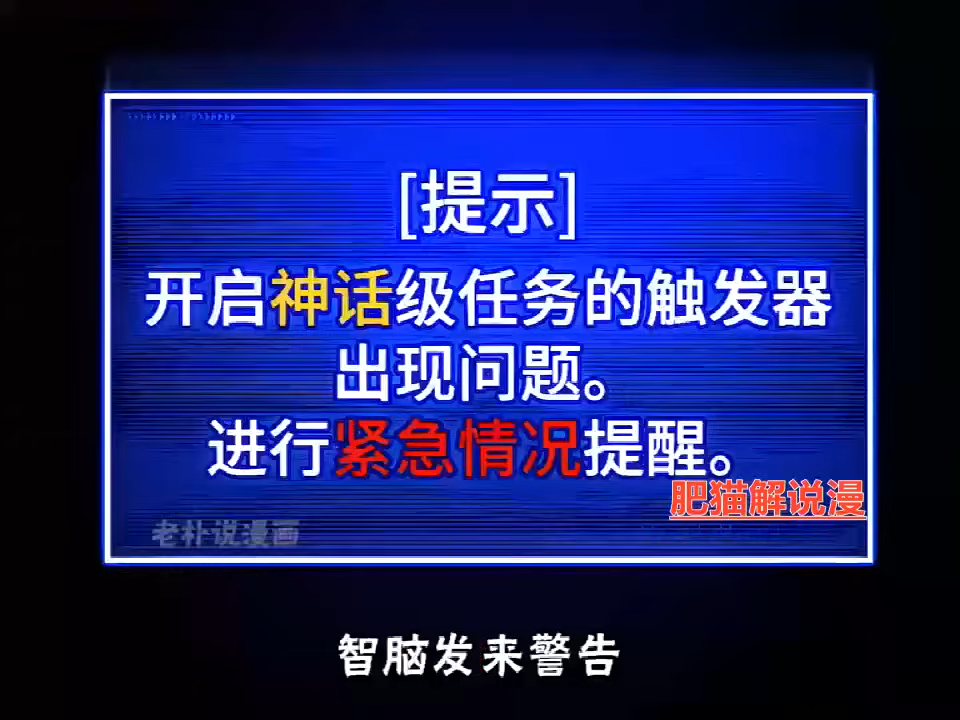 [提示]
开启神话级任务的触发器
出现问题。
进行紧急情况提醒。
肥猫解说漫
老朴说漫画
智脑发来警告